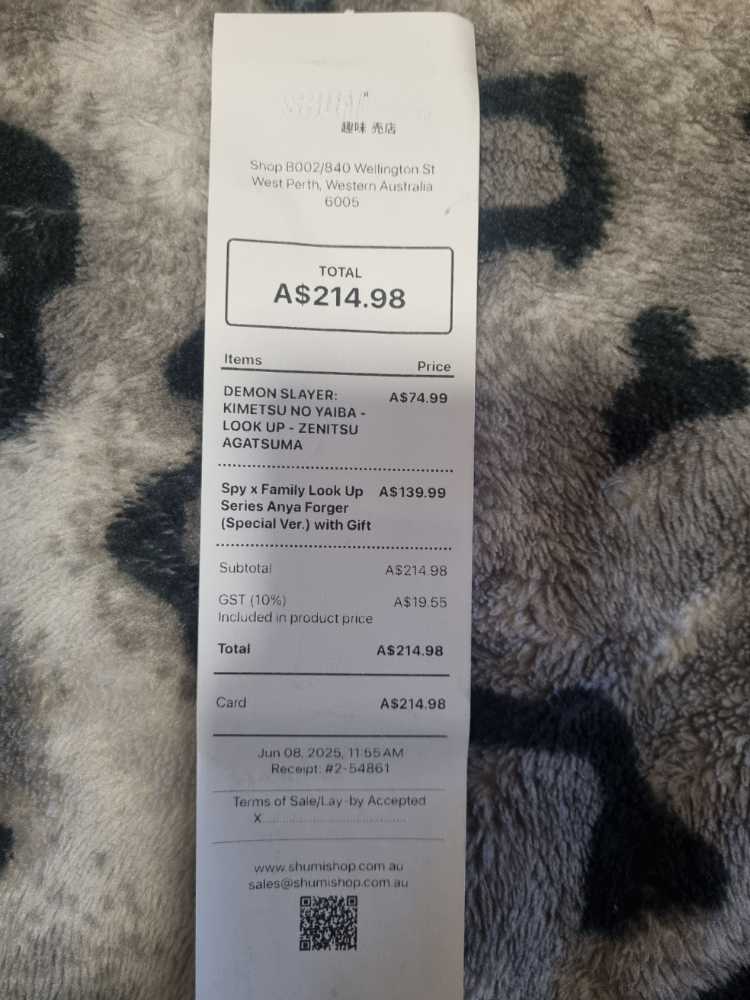 SHUMI
趣味 売店
Shop B002/840 Wellington St
West Perth, Western Australia
6005
TOTAL
A$214.98
Items Price
DEMON SLAYER: A$74.99
KIMETSU NO YAIBA -
LOOK UP - ZENITSU
AGATSUMA
Spy x Family Look Up A$139.99
Series Anya Forger
(Special Ver.) with Gift
Subtotal A$214.98
GST (10%) A$19.55
Included in product price
Total A$214.98
Card A$214.98
Jun 08, 2025, 11:55 AM
Receipt: #2-54861
Terms of Sale/Lay-by Accepted
X......................................
www.shumishop.com.au
sales@shumishop.com.au